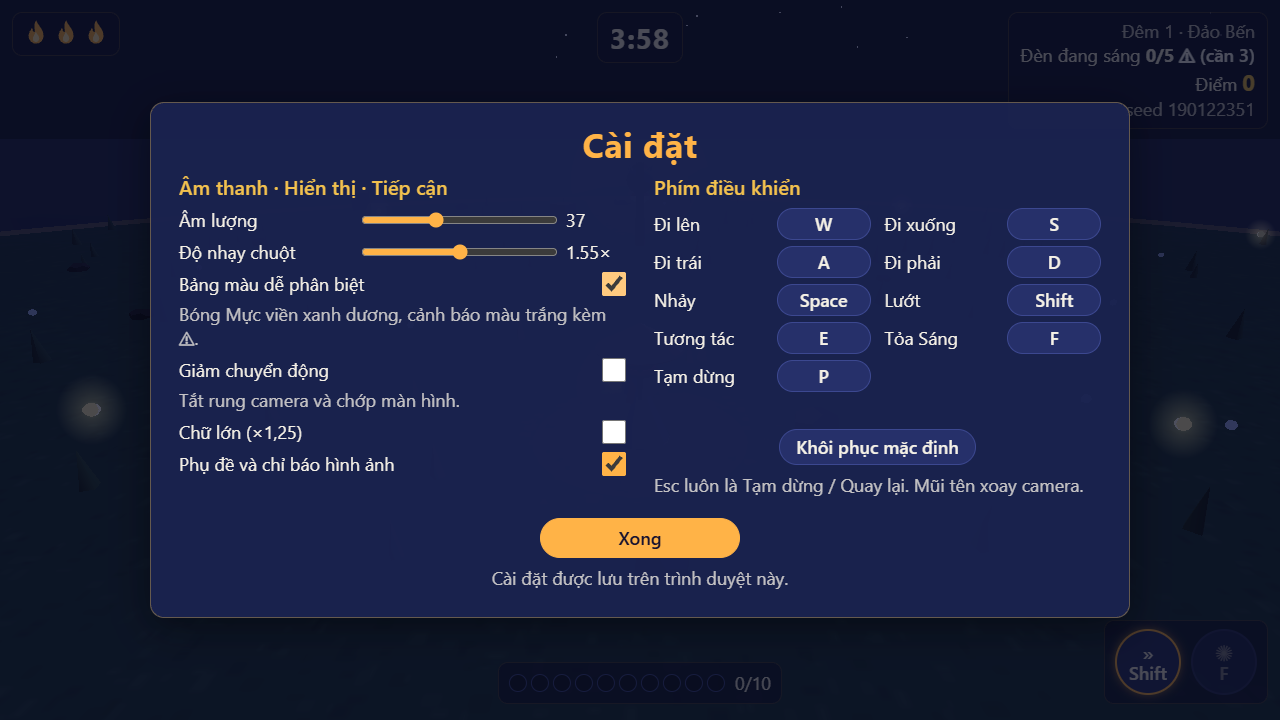 3:58
Đêm 1 · Đảo Bến
Đèn đang sáng 0/5 ⚠ (cần 3)
Điểm 0
seed 190122351
Cài đặt
Âm thanh · Hiển thị · Tiếp cận
Âm lượng 37
Độ nhạy chuột 1.55×
Bảng màu dễ phân biệt
Bóng Mực viền xanh dương, cảnh báo màu trắng kèm
⚠.
Giảm chuyển động
Tắt rung camera và chớp màn hình.
Chữ lớn (×1,25)
Phụ đề và chỉ báo hình ảnh
Phím điều khiển
Đi lên W Đi xuống S
Đi trái A Đi phải D
Nhảy Space Lướt Shift
Tương tác E Tỏa Sáng F
Tạm dừng P
Khôi phục mặc định
Esc luôn là Tạm dừng / Quay lại. Mũi tên xoay camera.
Xong
Cài đặt được lưu trên trình duyệt này.
0/10
» Shift
F